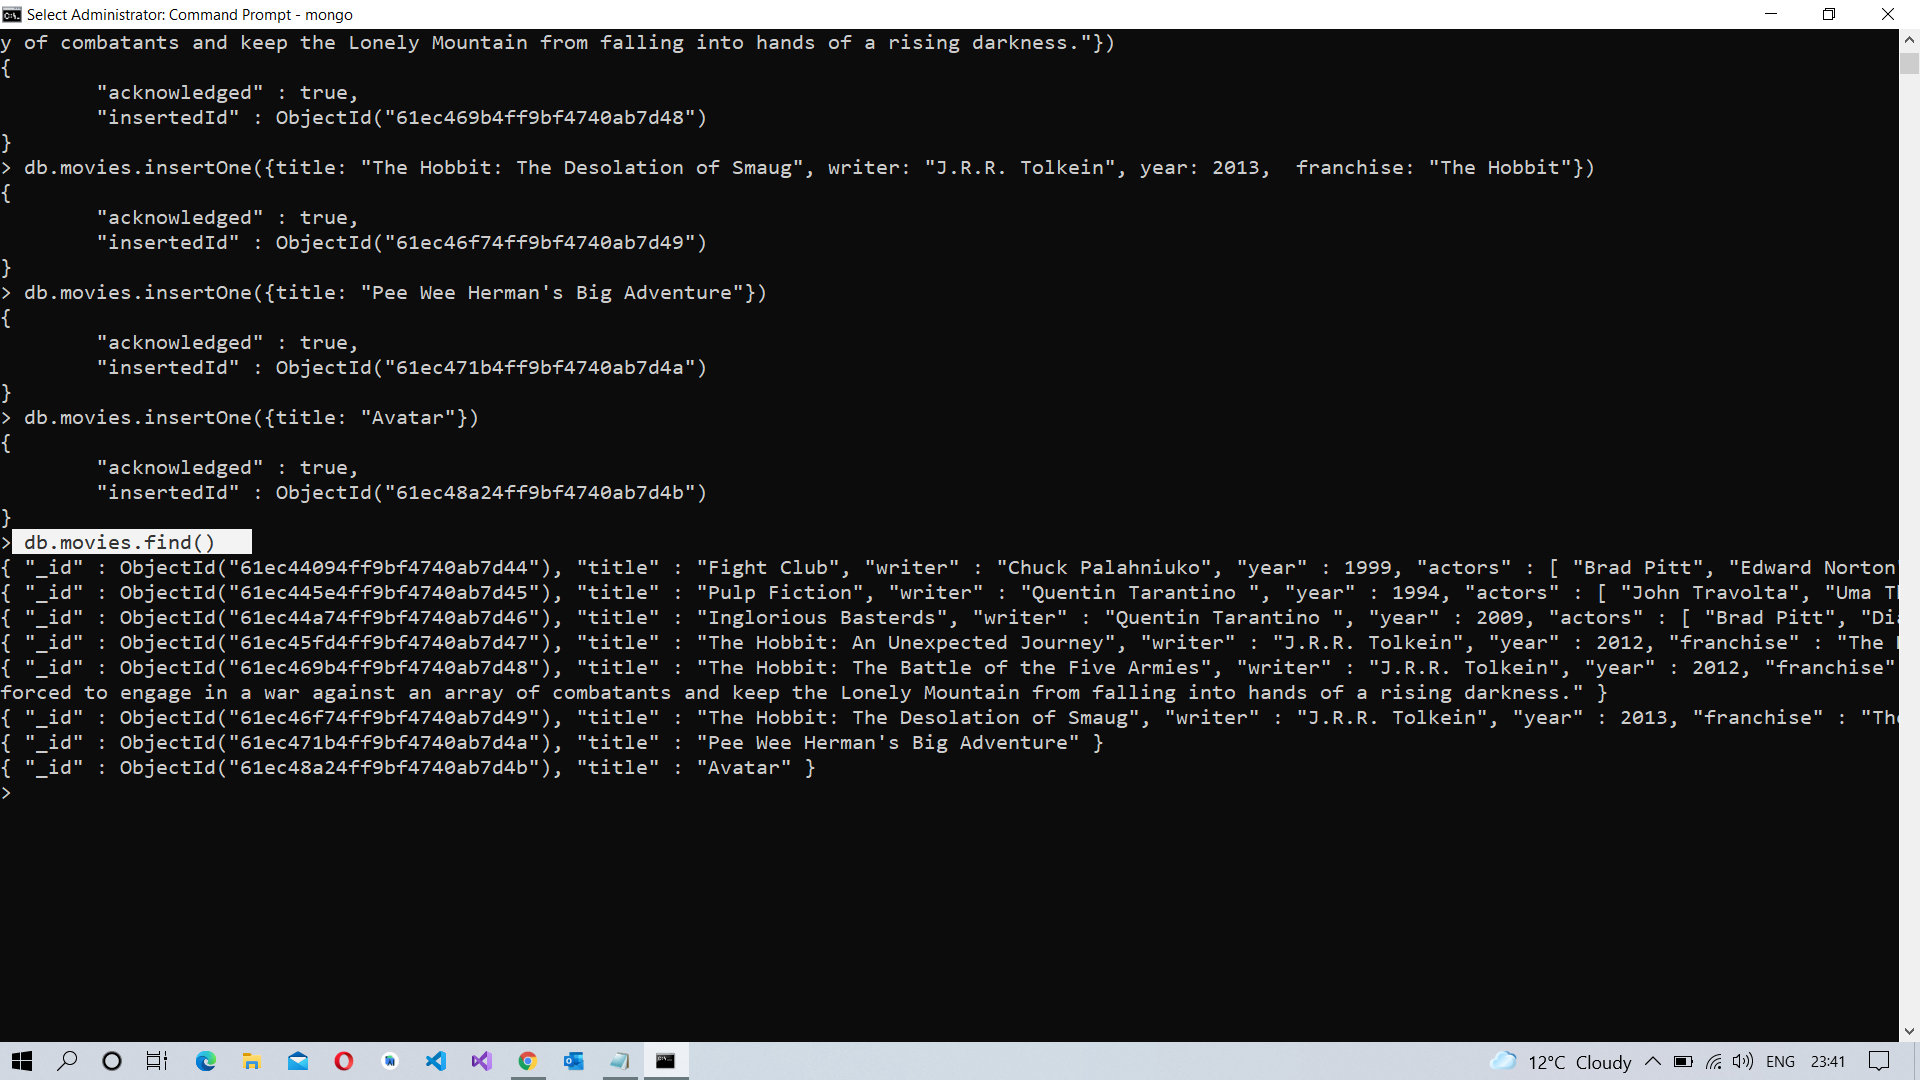 Select Administrator: Command Prompt - mongo
y of combatants and keep the Lonely Mountain from falling into hands of a rising darkness."})
{
"acknowledged" : true,
"insertedId" : ObjectId("61ec469b4ff9bf4740ab7d48")
}
> db.movies.insertOne({title: "The Hobbit: The Desolation of Smaug", writer: "J.R.R. Tolkein", year: 2013,  franchise: "The Hobbit"})
{
"acknowledged" : true,
"insertedId" : ObjectId("61ec46f74ff9bf4740ab7d49")
}
> db.movies.insertOne({title: "Pee Wee Herman's Big Adventure"})
{
"acknowledged" : true,
"insertedId" : ObjectId("61ec471b4ff9bf4740ab7d4a")
}
> db.movies.insertOne({title: "Avatar"})
{
"acknowledged" : true,
"insertedId" : ObjectId("61ec48a24ff9bf4740ab7d4b")
}
> db.movies.find()
{ "_id" : ObjectId("61ec44094ff9bf4740ab7d44"), "title" : "Fight Club", "writer" : "Chuck Palahniuko", "year" : 1999, "actors" : [ "Brad Pitt", "Edward Norton
{ "_id" : ObjectId("61ec445e4ff9bf4740ab7d45"), "title" : "Pulp Fiction", "writer" : "Quentin Tarantino ", "year" : 1994, "actors" : [ "John Travolta", "Uma
{ "_id" : ObjectId("61ec44a74ff9bf4740ab7d46"), "title" : "Inglorious Basterds", "writer" : "Quentin Tarantino ", "year" : 2009, "actors" : [ "Brad Pitt",
{ "_id" : ObjectId("61ec45fd4ff9bf4740ab7d47"), "title" : "The Hobbit: An Unexpected Journey", "writer" : "J.R.R. Tolkein", "year" : 2012, "franchise" : "The
{ "_id" : ObjectId("61ec469b4ff9bf4740ab7d48"), "title" : "The Hobbit: The Battle of the Five Armies", "writer" : "J.R.R. Tolkein", "year" : 2012, "franchise"
forced to engage in a war against an array of combatants and keep the Lonely Mountain from falling into hands of a rising darkness." }
{ "_id" : ObjectId("61ec46f74ff9bf4740ab7d49"), "title" : "The Hobbit: The Desolation of Smaug", "writer" : "J.R.R. Tolkein", "year" : 2013, "franchise" :
{ "_id" : ObjectId("61ec471b4ff9bf4740ab7d4a"), "title" : "Pee Wee Herman's Big Adventure" }
{ "_id" : ObjectId("61ec48a24ff9bf4740ab7d4b"), "title" : "Avatar" }
>
12°C Cloudy ENG 23:41